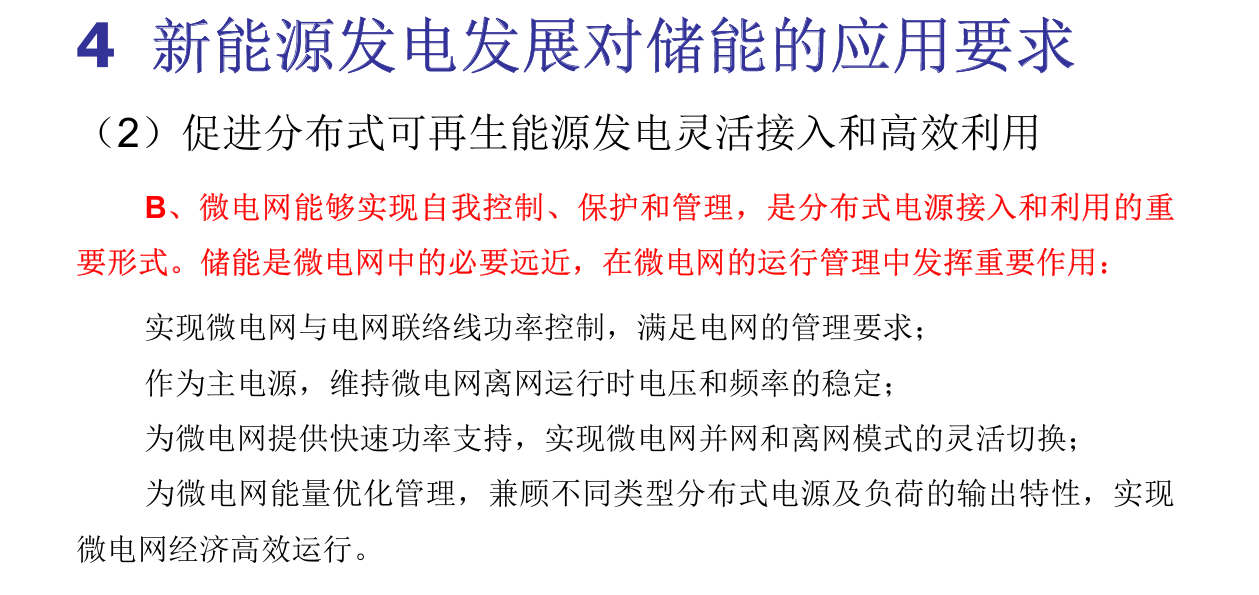 4 新能源发电发展对储能的应用要求
（2）促进分布式可再生能源发电灵活接入和高效利用
B、微电网能够实现自我控制、保护和管理，是分布式电源接入和利用的重
要形式。储能是微电网中的必要远近，在微电网的运行管理中发挥重要作用：
实现微电网与电网联络线功率控制，满足电网的管理要求；
作为主电源，维持微电网离网运行时电压和频率的稳定；
为微电网提供快速功率支持，实现微电网并网和离网模式的灵活切换；
为微电网能量优化管理，兼顾不同类型分布式电源及负荷的输出特性，实现
微电网经济高效运行。